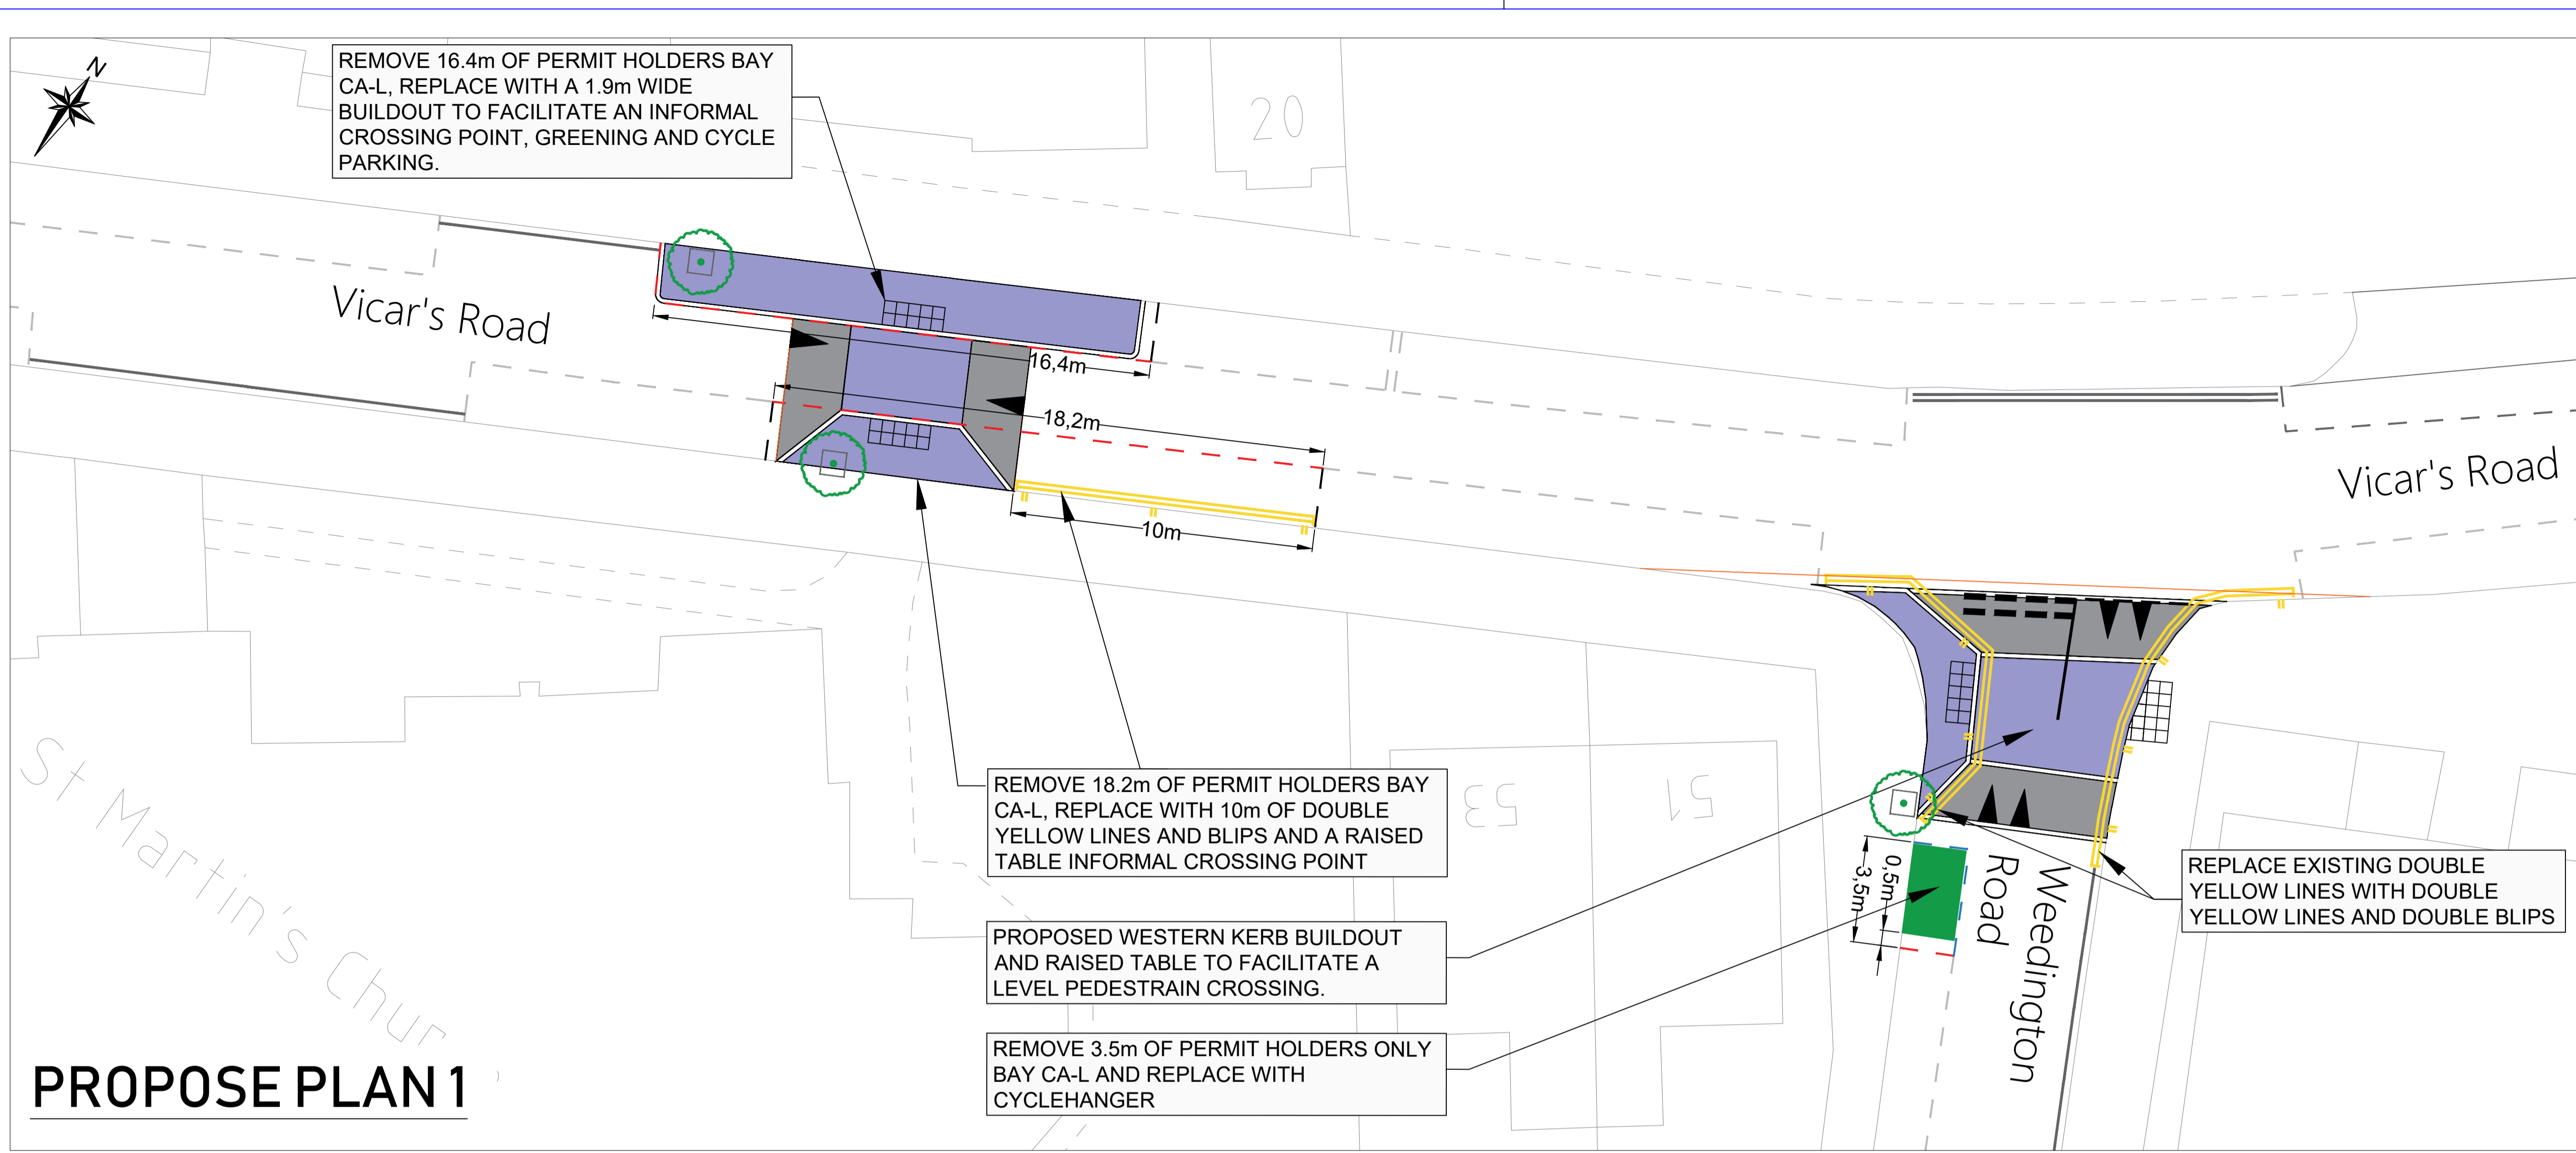 N
REMOVE 16.4m OF PERMIT HOLDERS BAY
CA-L, REPLACE WITH A 1.9m WIDE
BUILDOUT TO FACILITATE AN INFORMAL
CROSSING POINT, GREENING AND CYCLE
PARKING.
20
Vicar's Road
16,4m
18,2m
10m
Vicar's Road
REMOVE 18.2m OF PERMIT HOLDERS BAY
CA-L, REPLACE WITH 10m OF DOUBLE
YELLOW LINES AND BLIPS AND A RAISED
TABLE INFORMAL CROSSING POINT
53
51
PROPOSED WESTERN KERB BUILDOUT
AND RAISED TABLE TO FACILITATE A
LEVEL PEDESTRAIN CROSSING.
REPLACE EXISTING DOUBLE
YELLOW LINES WITH DOUBLE
YELLOW LINES AND DOUBLE BLIPS
0,5m
3,5m
Weedington
Road
REMOVE 3.5m OF PERMIT HOLDERS ONLY
BAY CA-L AND REPLACE WITH
CYCLEHANGER
St Martin's Chur
PROPOSE PLAN 1